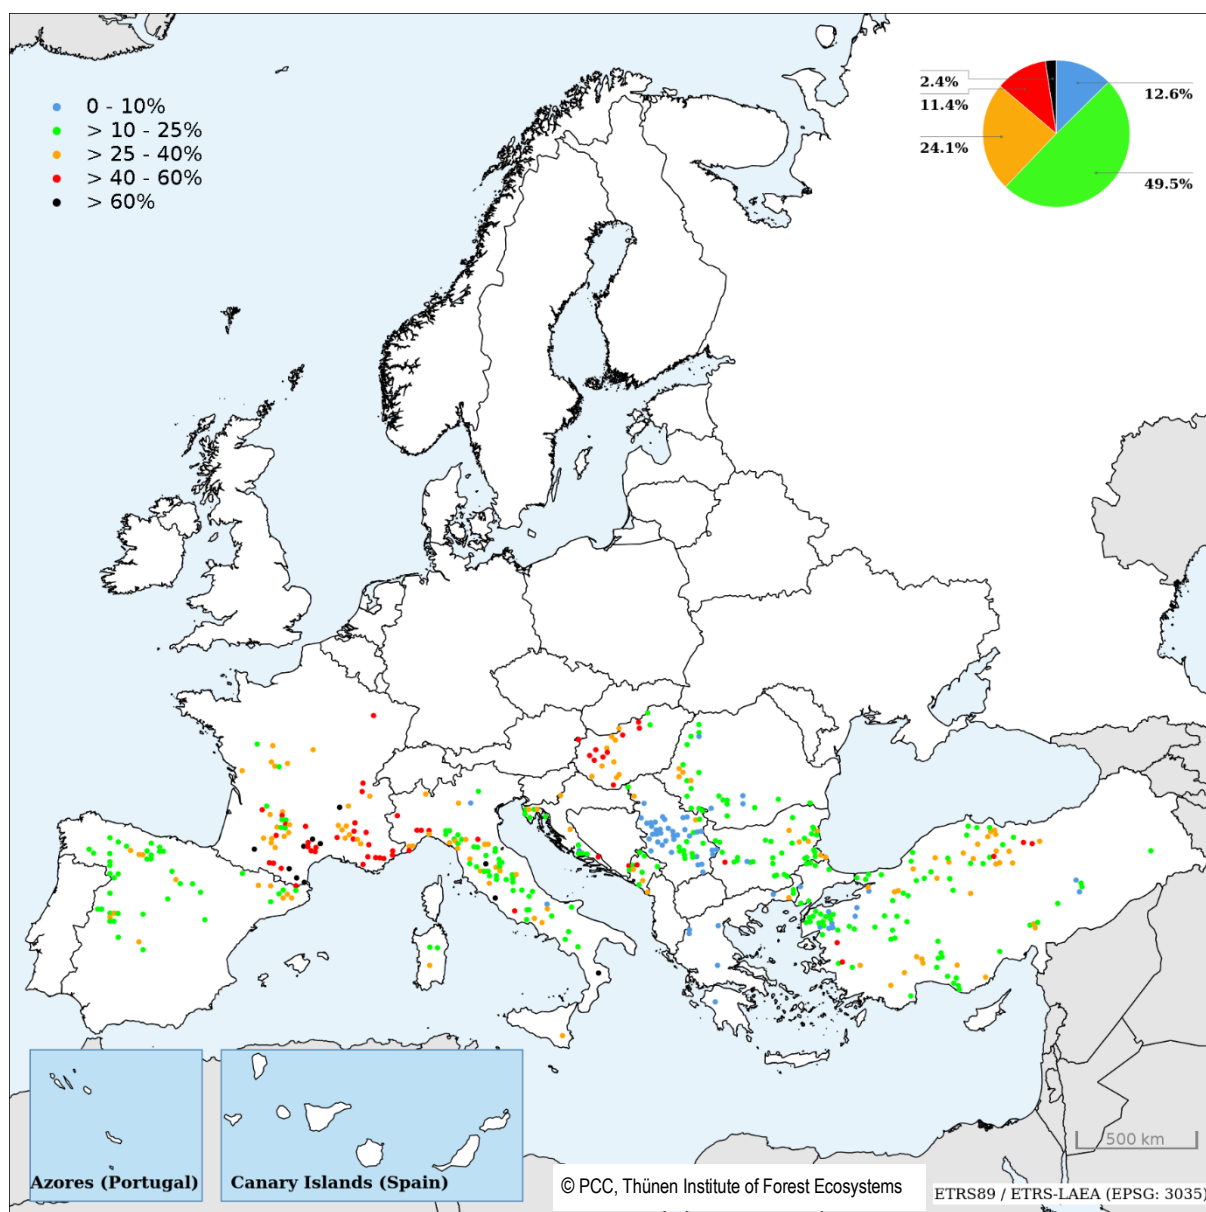 0 - 10%
> 10 - 25%
> 25 - 40%
> 40 - 60%
> 60%
2.4%
11.4%
24.1%
12.6%
49.5%
Azores (Portugal)
Canary Islands (Spain)
500 km
© PCC, Thünen Institute of Forest Ecosystems
ETRS89 / ETRS-LAEA (EPSG: 3035)